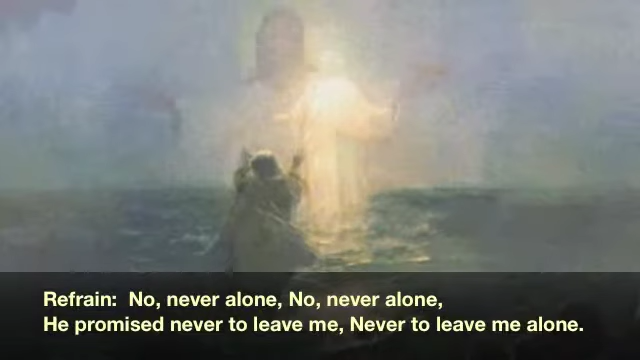 Refrain:  No, never alone, No, never alone,
He promised never to leave me, Never to leave me alone.